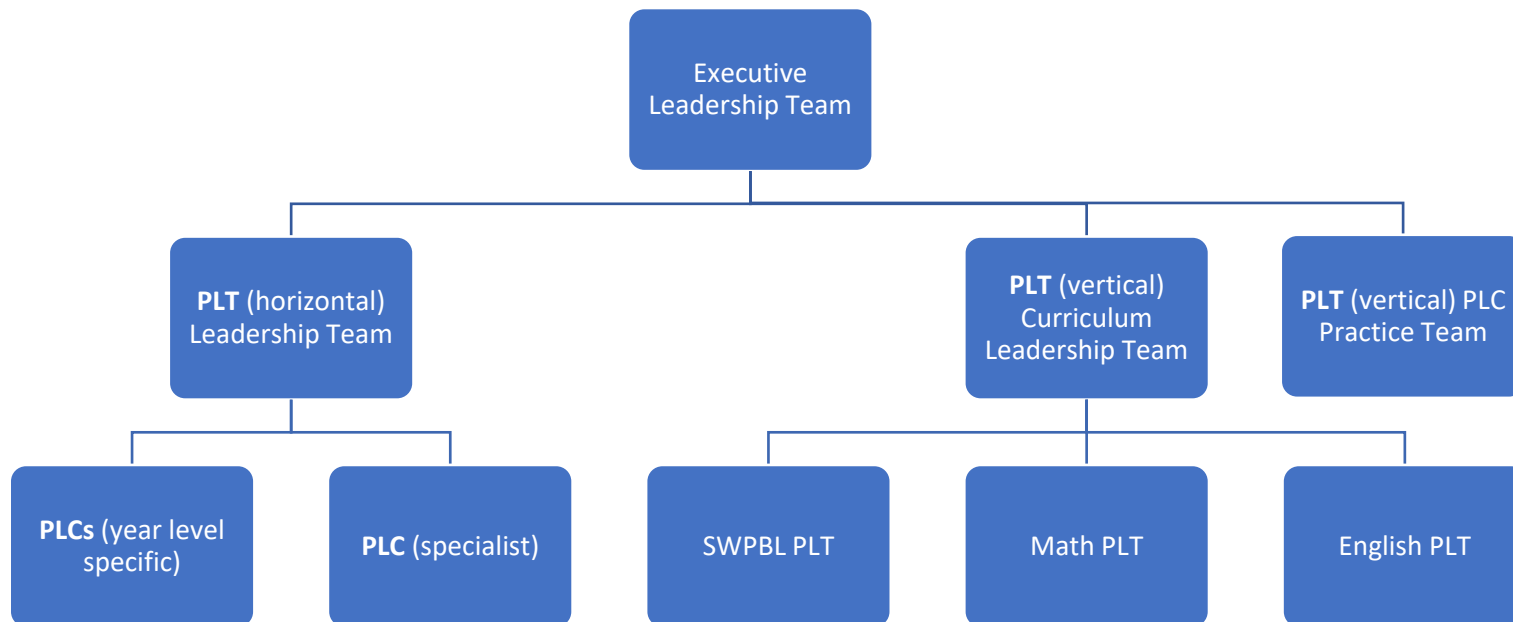 Executive
Leadership Team
PLT (horizontal)
Leadership Team
PLT (vertical)
Curriculum
Leadership Team
PLT (vertical) PLC
Practice Team
PLCs (year level
specific)
PLC (specialist)
SWPBL PLT
Math PLT
English PLT